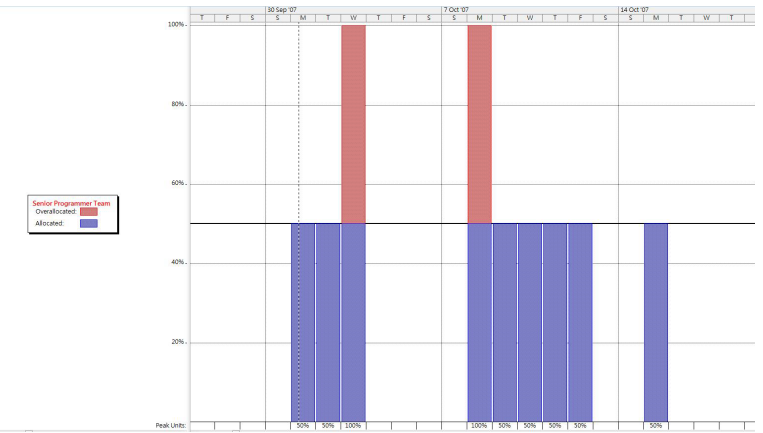 30 Sep '07 7 Oct '07 14 Oct '07
T F S S M T W T F S S M T W T F S S M T W T
100%
80%
60%
Senior Programmer Team
Overallocated:
Allocated:
40%
20%
Peak Units: 50% 50% 100% 100% 50% 50% 50% 50% 50%